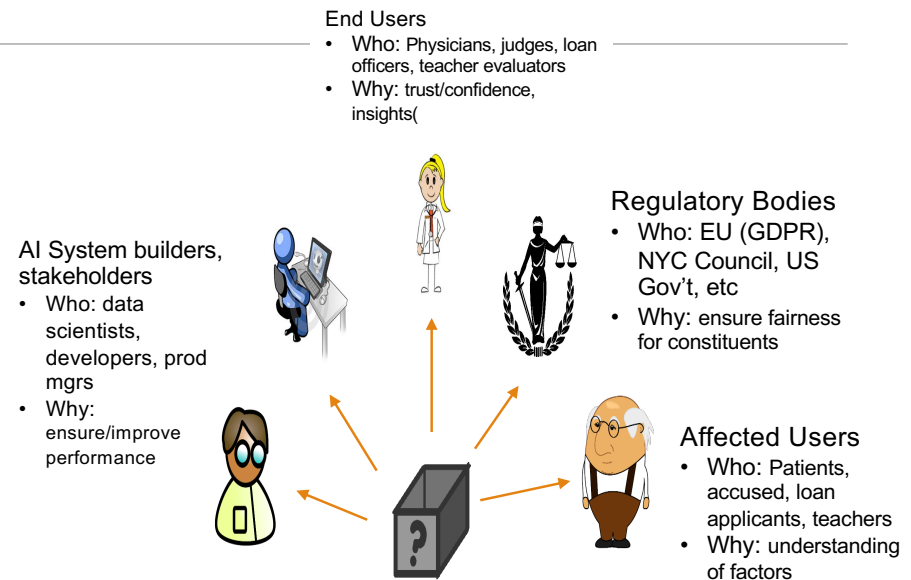 End Users
• Who: Physicians, judges, loan
officers, teacher evaluators
• Why: trust/confidence,
insights(
Regulatory Bodies
• Who: EU (GDPR),
NYC Council, US
Gov't, etc
• Why: ensure fairness
for constituents
AI System builders,
stakeholders
• Who: data
scientists,
developers, prod
mgrs
• Why:
ensure/improve
performance
Affected Users
• Who: Patients,
accused, loan
applicants, teachers
• Why: understanding
of factors
?